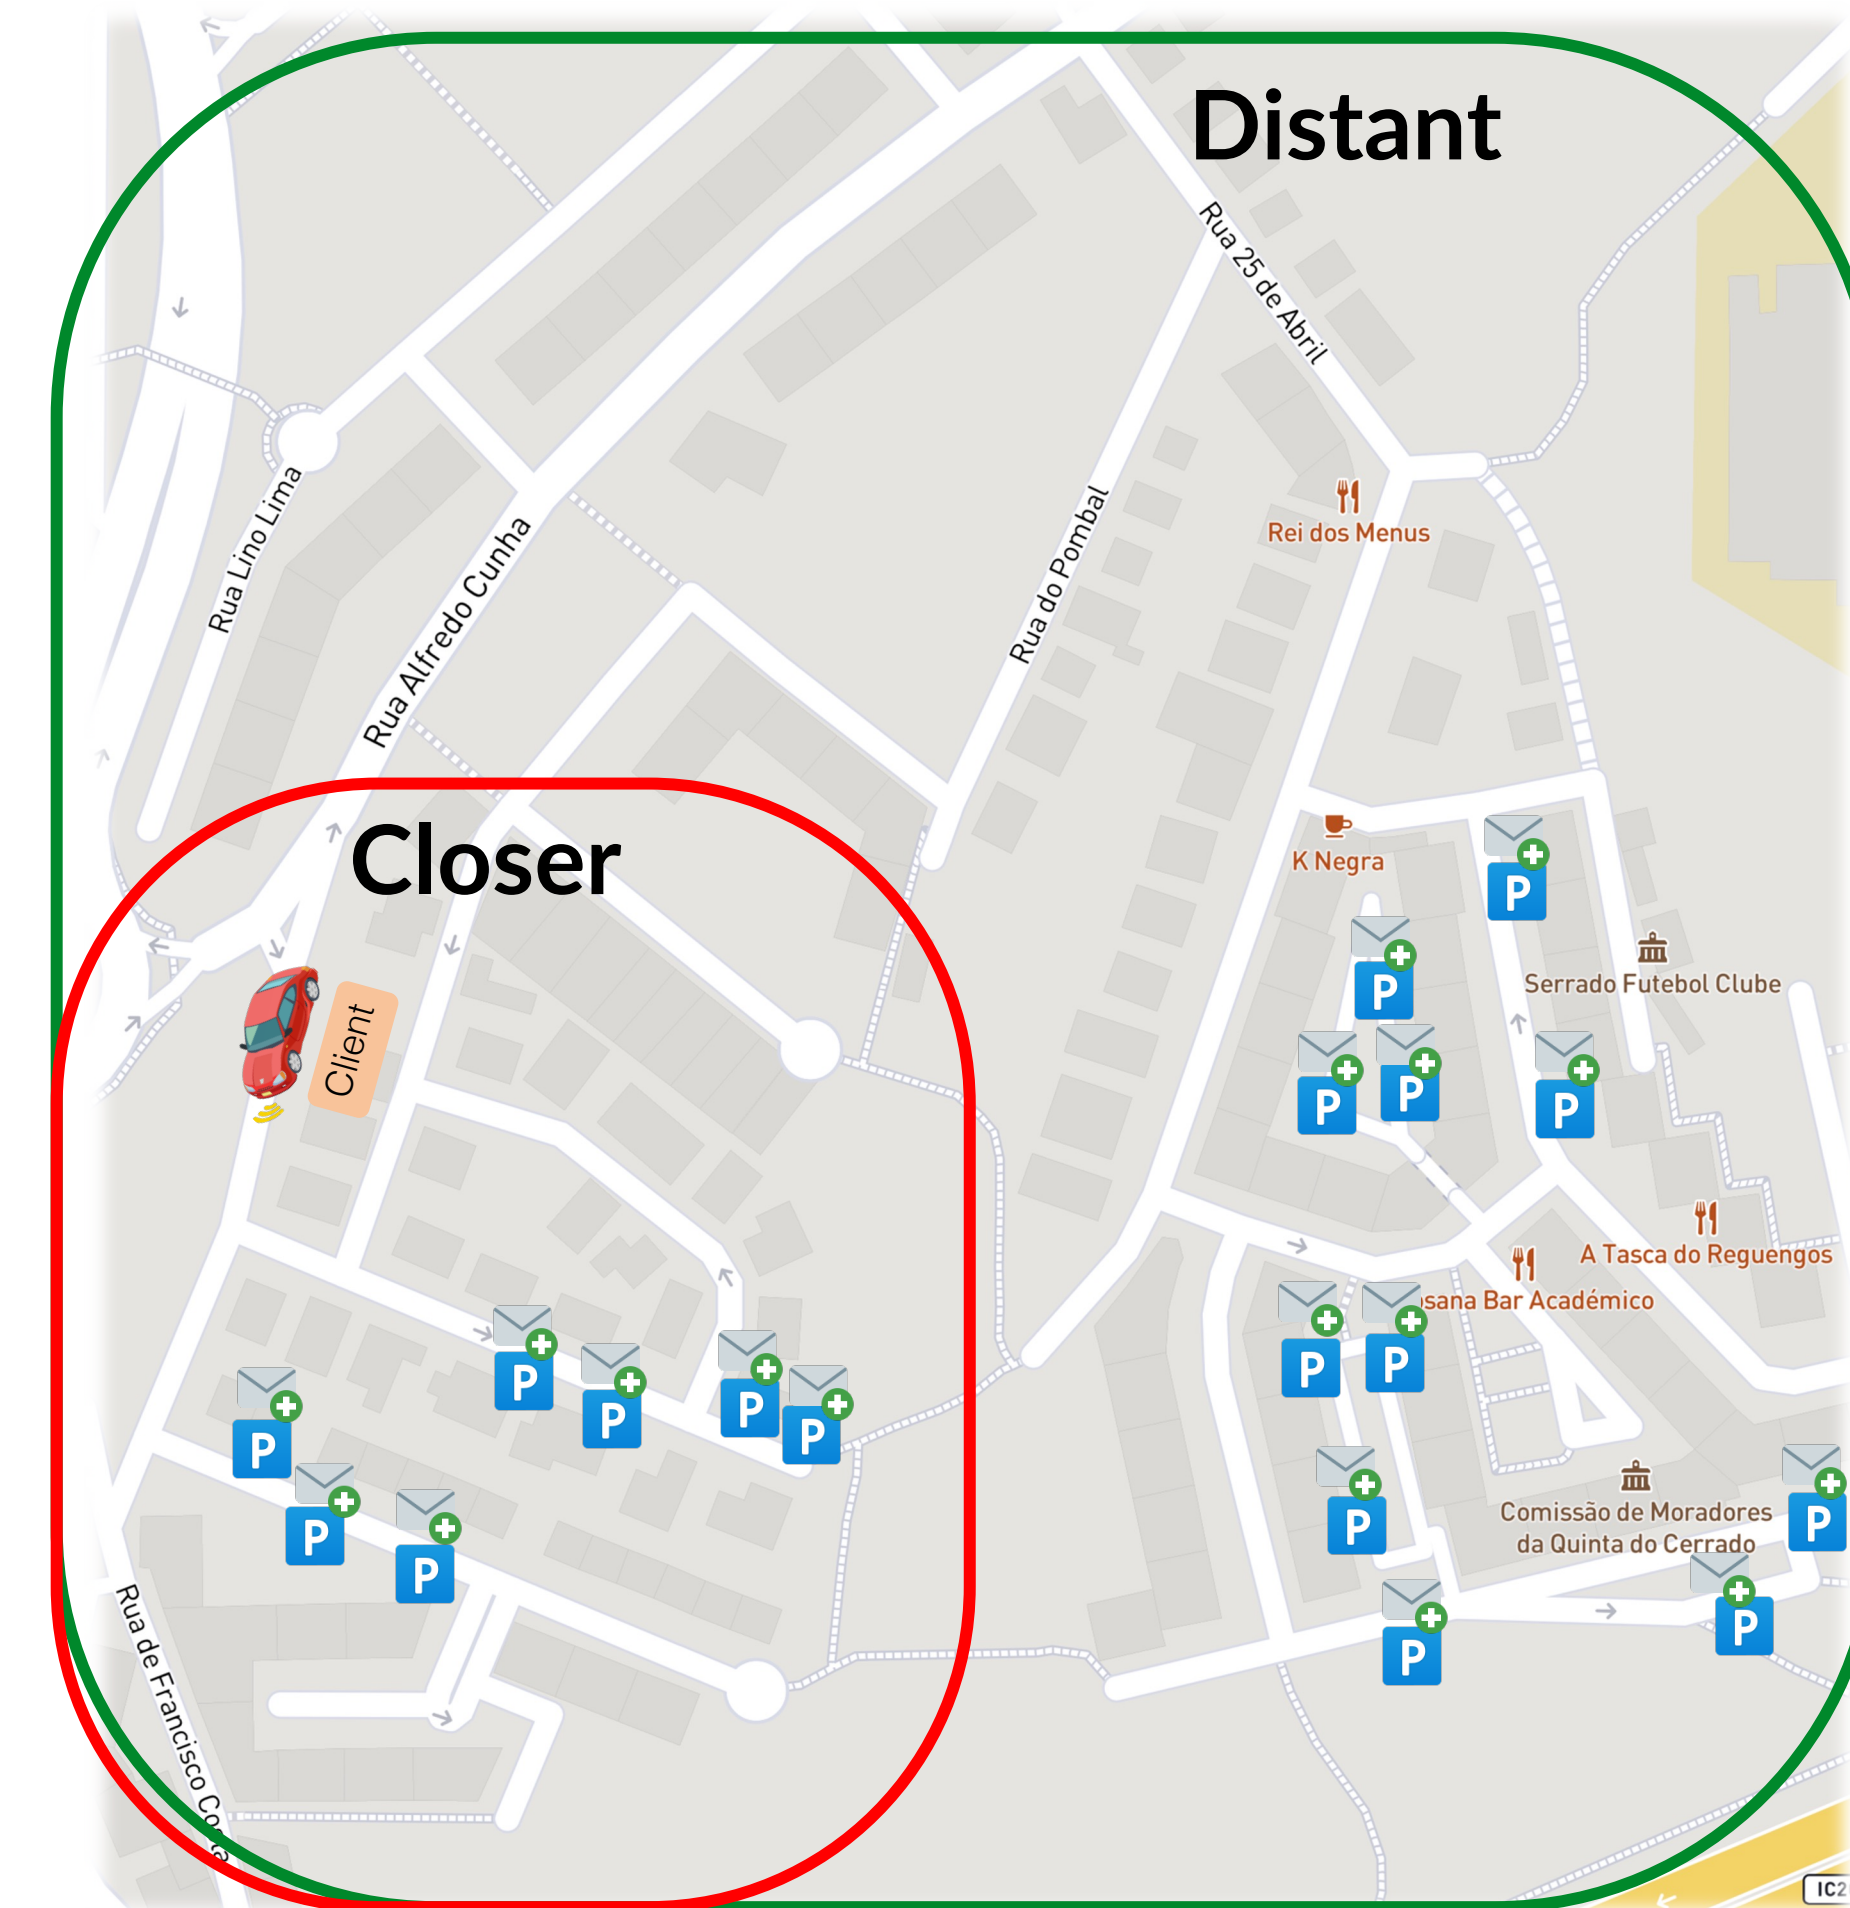 Distant
Rua 25 de Abril
Rua Lino Lima
Rua Alfredo Cunha
Rua do Pombal
Rei dos Menus
Closer
K Negra
P
P
Serrado Futebol Clube
Client
P
P
P
A Tasca do Reguengos
sana Bar Académico
P
P
P
P
P
P
P
P
P
P
Comissão de Moradores
da Quinta do Cerrado
P
P
P
P
Rua de Francisco Costa
IC2